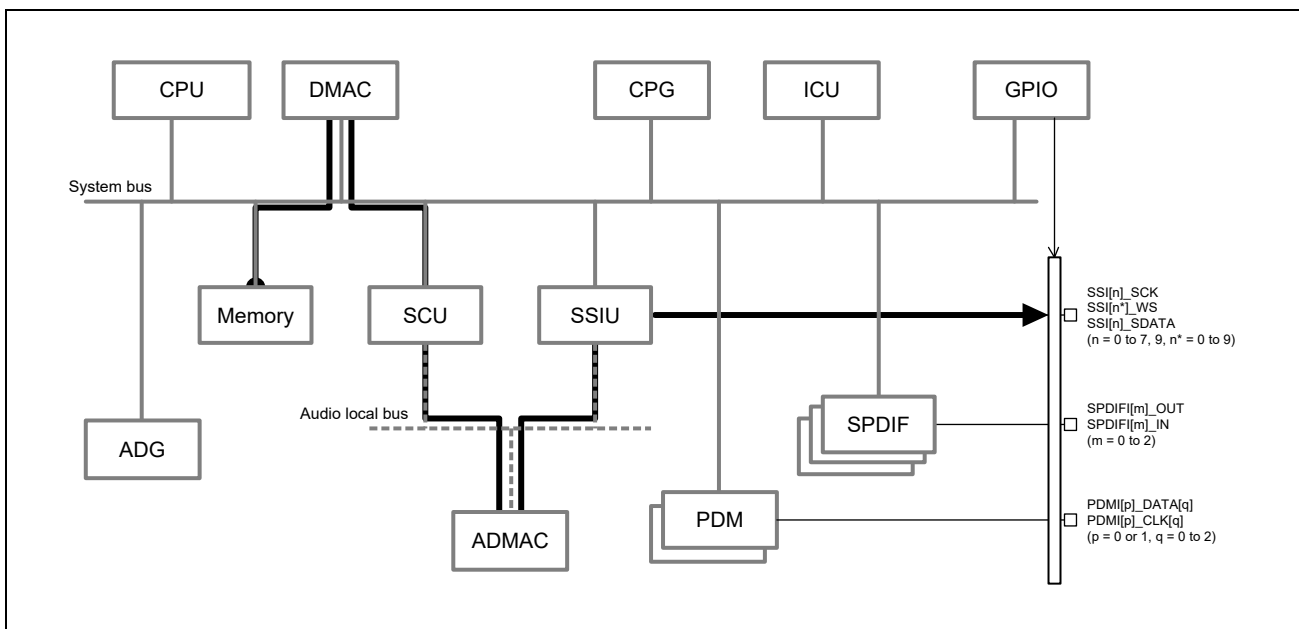 CPU
DMAC
CPG
ICU
GPIO
System bus
Memory
SCU
SSIU
SSI[n]_SCK
SSI[n*]_WS
SSI[n]_SDATA
(n = 0 to 7, 9, n* = 0 to 9)
Audio local bus
ADG
SPDIF
SPDIFI[m]_OUT
SPDIFI[m]_IN
(m = 0 to 2)
ADMAC
PDM
PDMI[p]_DATA[q]
PDMI[p]_CLK[q]
(p = 0 or 1, q = 0 to 2)